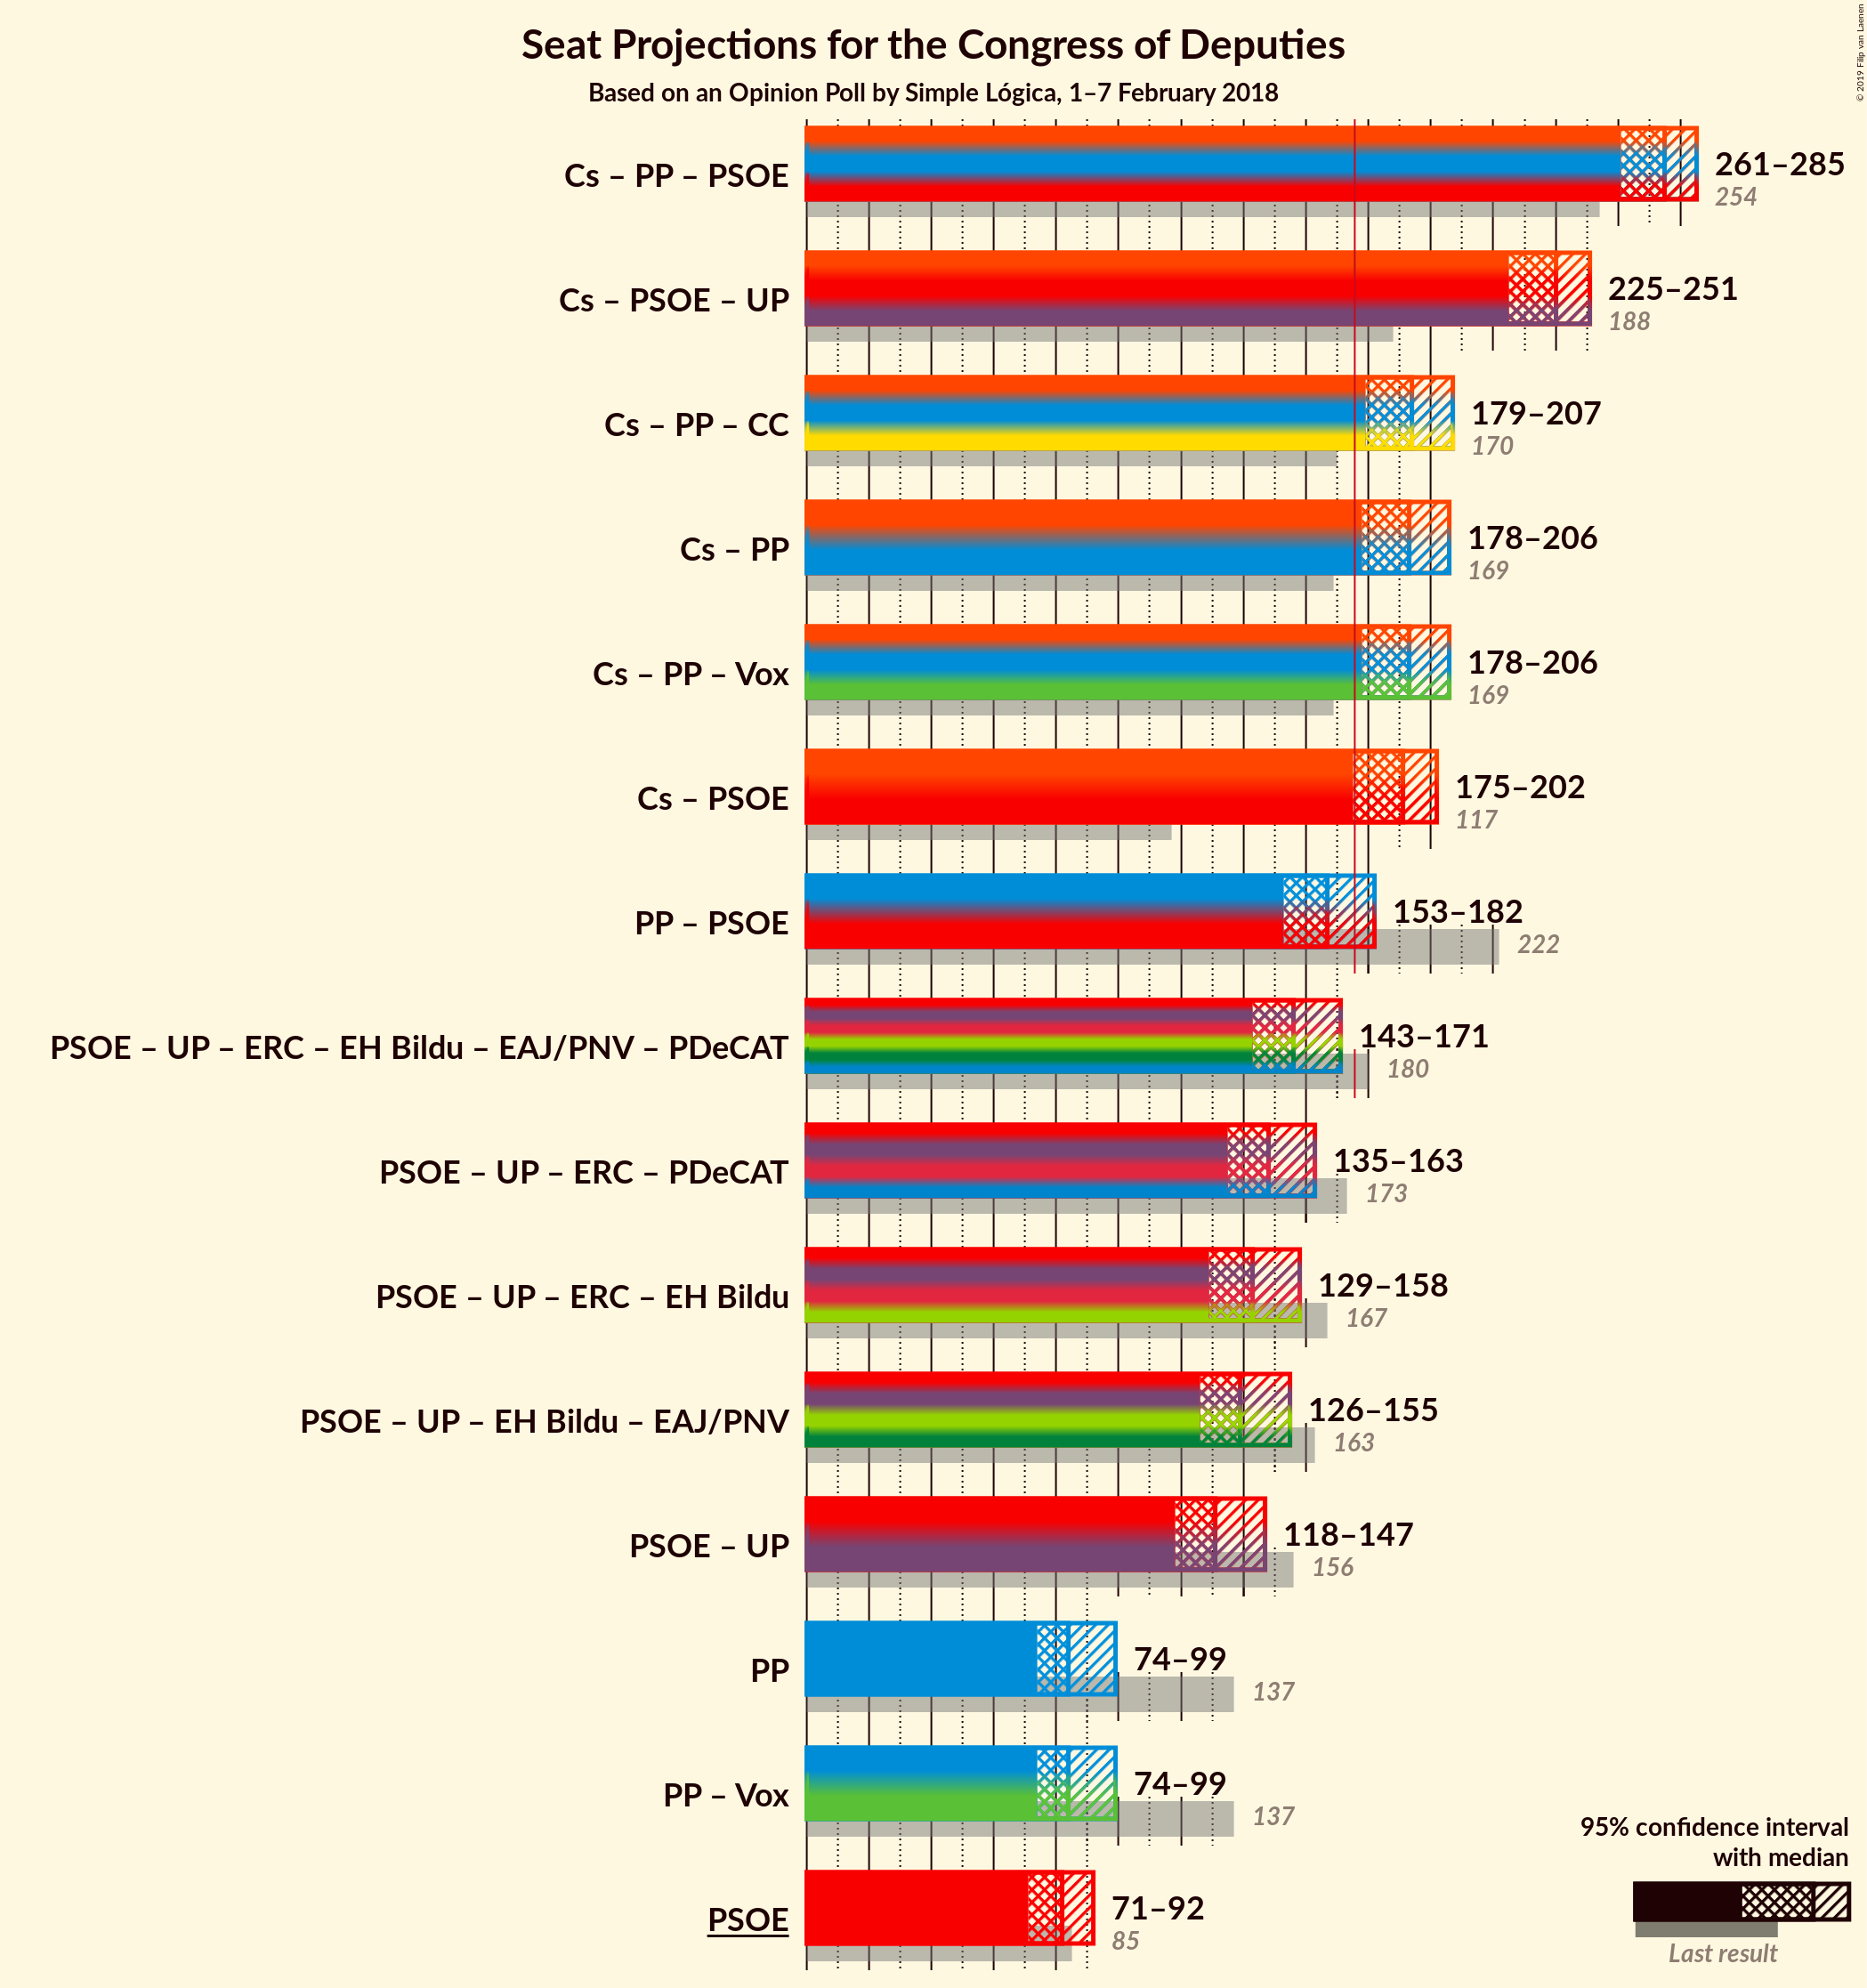 Seat Projections for the Congress of Deputies
Based on an Opinion Poll by Simple Lógica, 1–7 February 2018
© 2019 Filip van Laenen
Cs – PP – PSOE
261–285
254
Cs – PSOE – UP
225–251
188
Cs – PP – CC
179–207
170
Cs – PP
178–206
169
Cs – PP – Vox
178–206
169
Cs – PSOE
175–202
117
PP – PSOE
153–182
222
PSOE – UP – ERC – EH Bildu – EAJ/PNV – PDeCAT
143–171
180
PSOE – UP – ERC – PDeCAT
135–163
173
PSOE – UP – ERC – EH Bildu
129–158
167
PSOE – UP – EH Bildu – EAJ/PNV
126–155
163
PSOE – UP
118–147
156
PP
74–99
137
PP – Vox
74–99
137
PSOE
71–92
85
95% confidence interval
with median
Last result